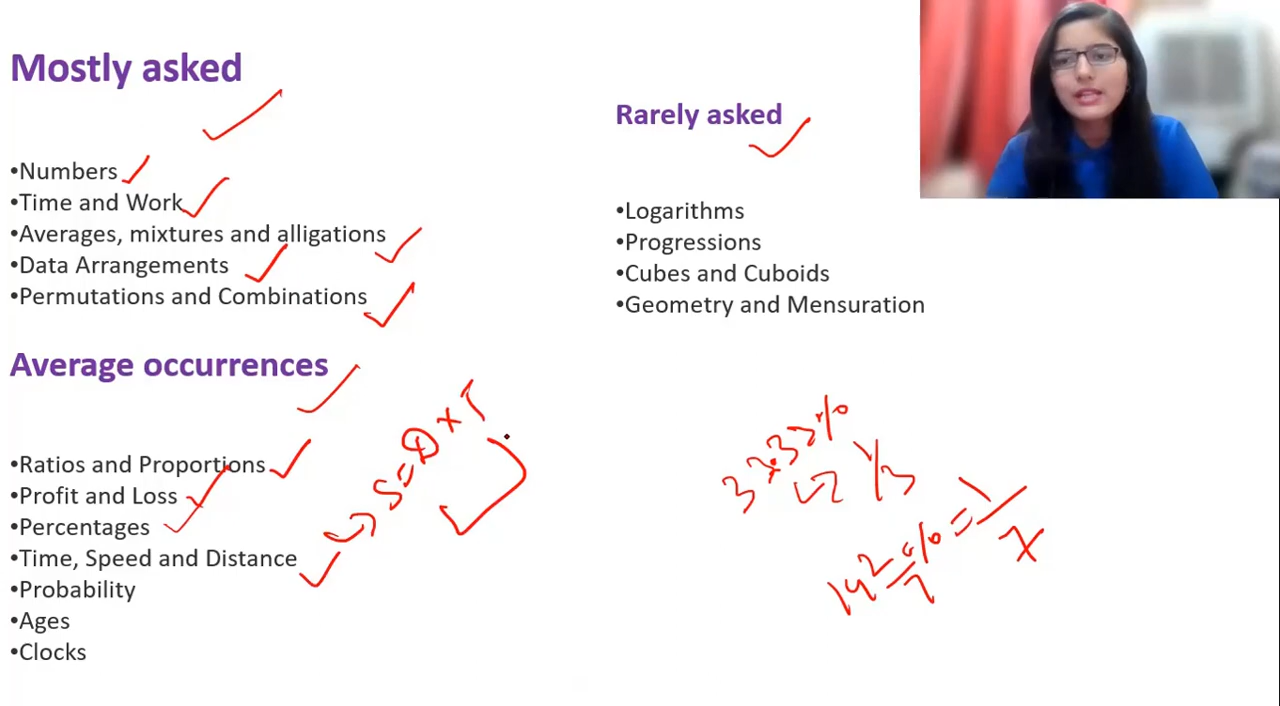 Mostly asked
•Numbers
•Time and Work
•Averages, mixtures and alligations
•Data Arrangements
•Permutations and Combinations
Average occurrences
•Ratios and Proportions
•Profit and Loss
•Percentages
•Time, Speed and Distance
•Probability
•Ages
•Clocks
S=D×T
Rarely asked
•Logarithms
•Progressions
•Cubes and Cuboids
•Geometry and Mensuration
33.33%
1/3
14 2/7 % = 1/7